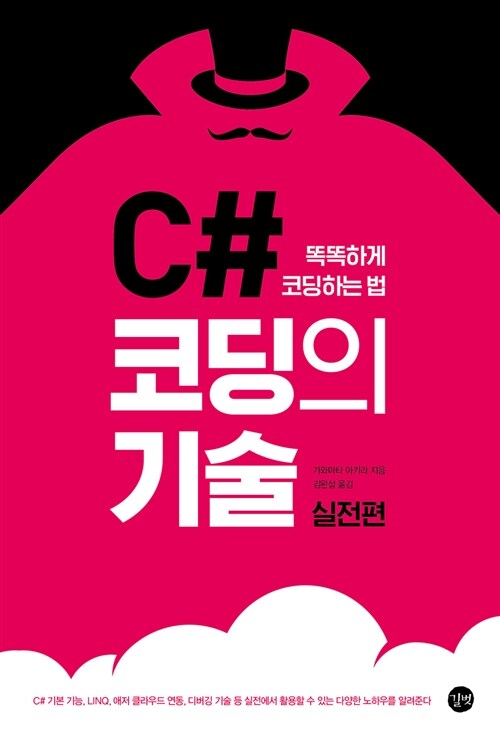 C#
똑똑하게
코딩하는 법
코딩의
기술
가와마타 아키라 지음
김완섭 옮김
실전편
C# 기본 기능, LINQ, 애저 클라우드 연동, 디버깅 기술 등 실전에서 활용할 수 있는 다양한 노하우를 알려준다
길벗